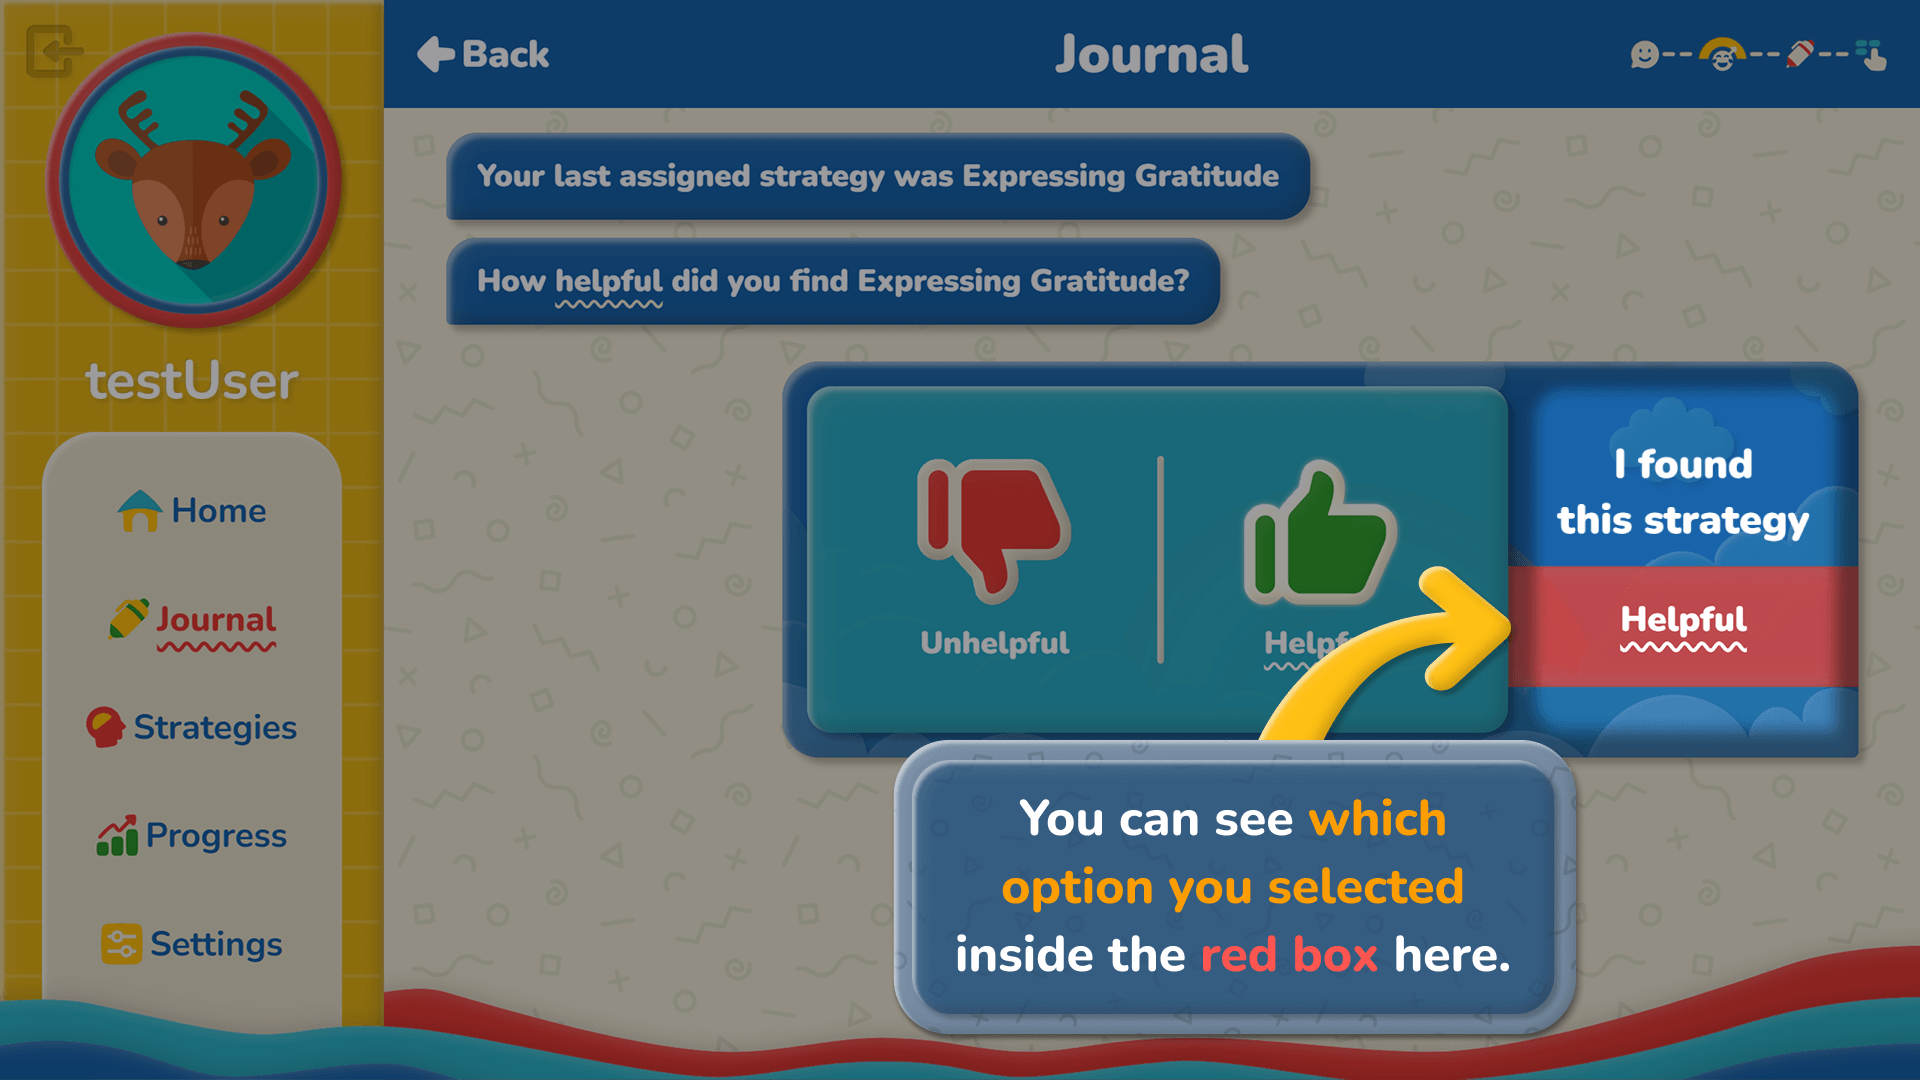 Back
Journal
testUser
Home
Journal
Strategies
Progress
Settings
Your last assigned strategy was Expressing Gratitude
How helpful did you find Expressing Gratitude?
Unhelpful
I found
this strategy
Helpful
You can see which
option you selected
inside the red box here.